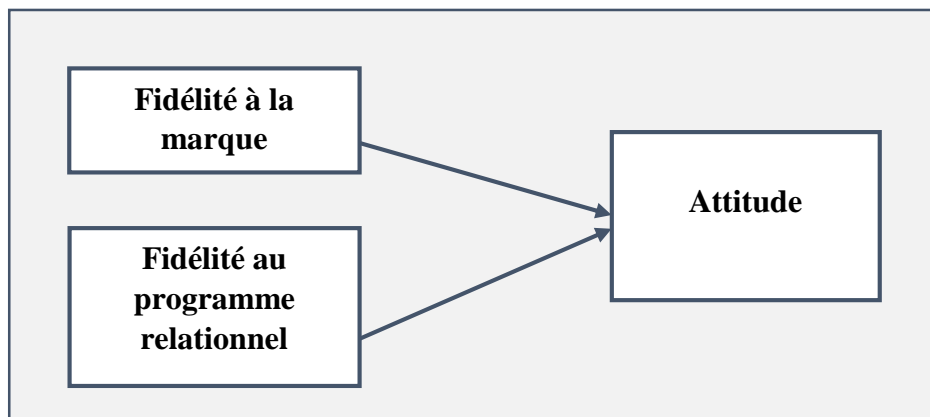 Fidélité à la
marque
Attitude
Fidélité au
programme
relationnel